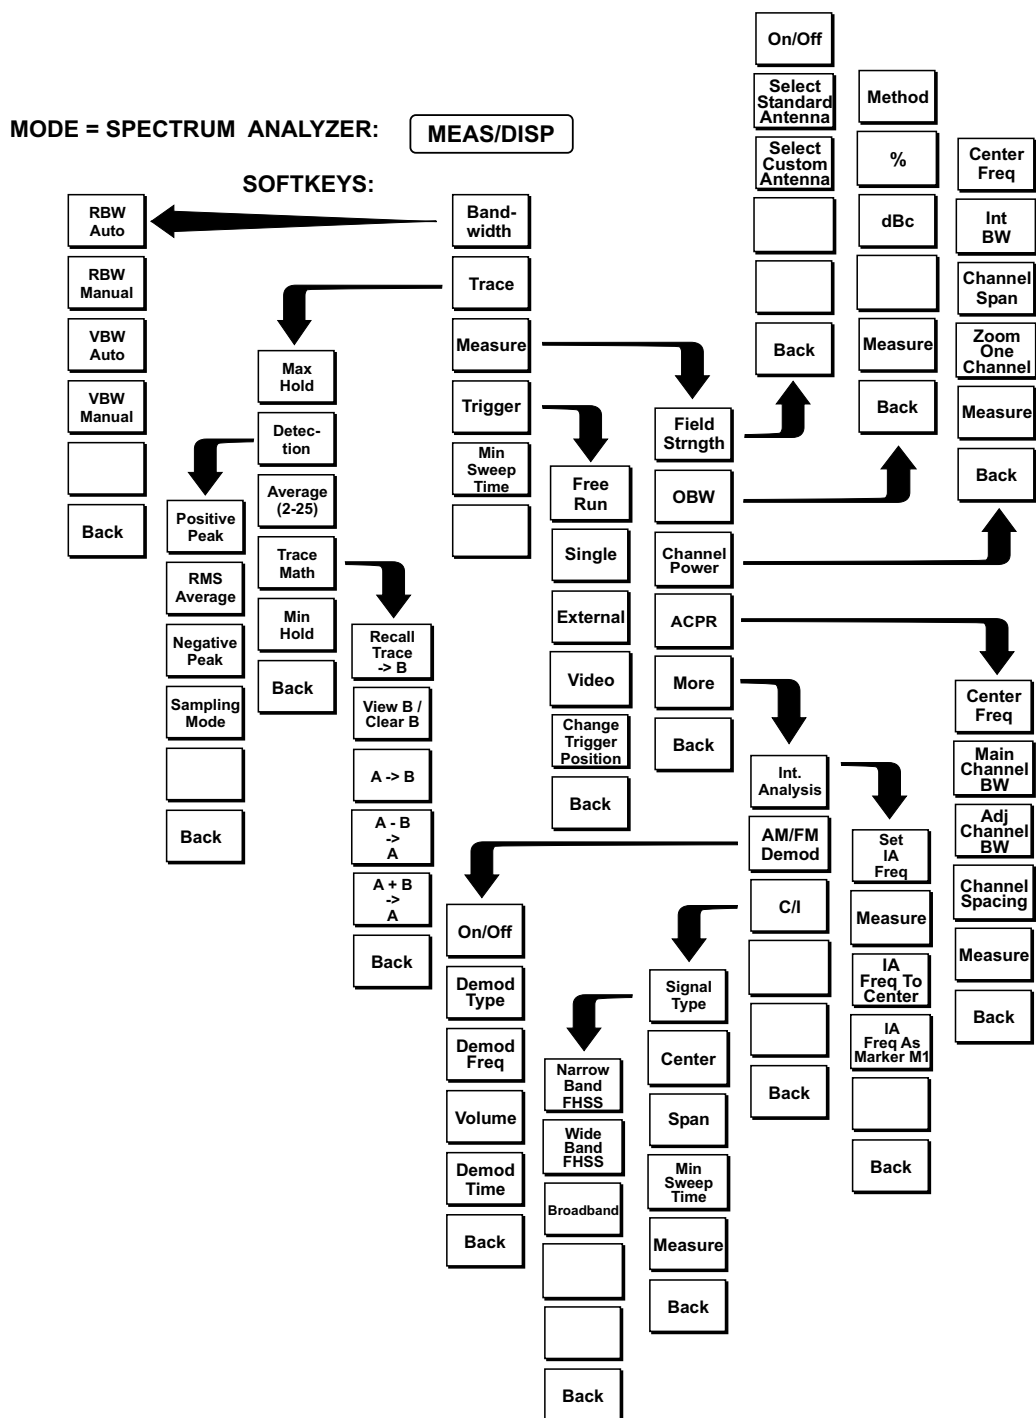 MODE = SPECTRUM ANALYZER:
MEAS/DISP
SOFTKEYS:
Band-
width
Trace
Measure
Trigger
Min
Sweep
Time
RBW
Auto
RBW
Manual
VBW
Auto
VBW
Manual
Back
Max
Hold
Detec-
tion
Average
(2-25)
Trace
Math
Min
Hold
Back
Positive
Peak
RMS
Average
Negative
Peak
Sampling
Mode
Back
Recall
Trace
-> B
View B /
Clear B
A -> B
A - B
->
A
A + B
->
A
Back
Free
Run
Single
External
Video
Change
Trigger
Position
Back
Field
Strngth
OBW
Channel
Power
ACPR
More
Back
On/Off
Select
Standard
Antenna
Select
Custom
Antenna
Back
Method
%
dBc
Measure
Back
Center
Freq
Int
BW
Channel
Span
Zoom
One
Channel
Measure
Back
Center
Freq
Main
Channel
BW
Adj
Channel
BW
Channel
Spacing
Measure
Back
Int.
Analysis
AM/FM
Demod
C/I
Back
Set
IA
Freq
Measure
IA
Freq To
Center
IA
Freq As
Marker M1
Back
On/Off
Demod
Type
Demod
Freq
Volume
Demod
Time
Back
Signal
Type
Center
Span
Min
Sweep
Time
Measure
Back
Narrow
Band
FHSS
Wide
Band
FHSS
Broadband
Back